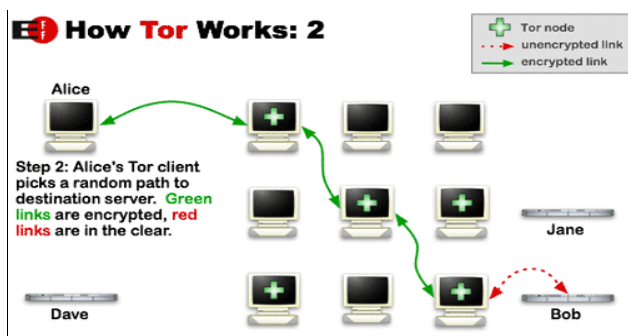 EFF How Tor Works: 2
Tor node
unencrypted link
encrypted link
Alice
Step 2: Alice's Tor client
picks a random path to
destination server. Green
links are encrypted, red
links are in the clear.
Jane
Dave
Bob